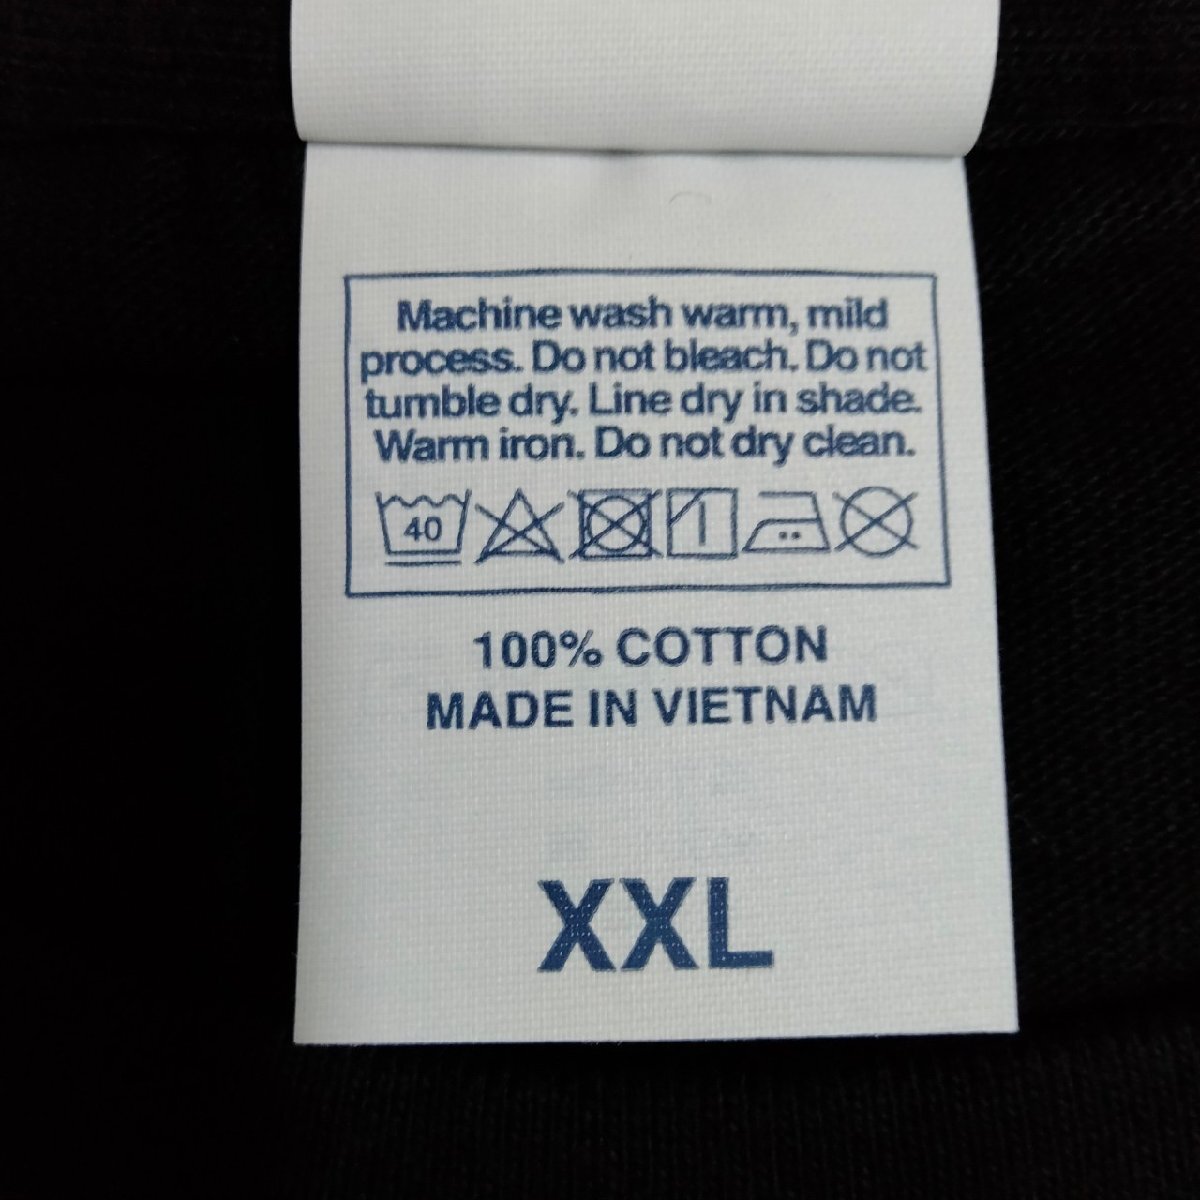 Machine wash warm, mild
process. Do not bleach. Do not
tumble dry. Line dry in shade.
Warm iron. Do not dry clean.
40
100% COTTON
MADE IN VIETNAM
XXL